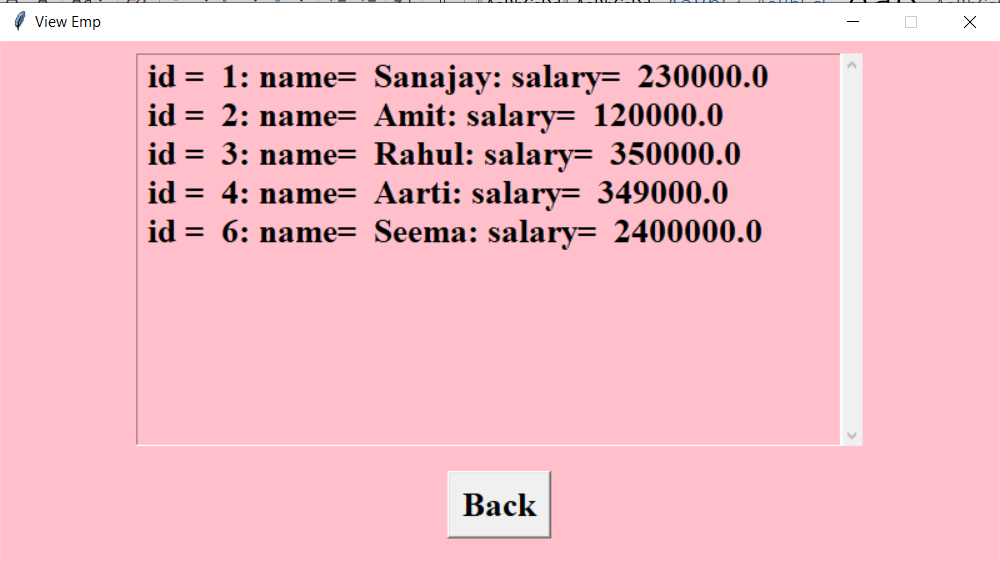 View Emp
id =  1: name=  Sanajay: salary=  230000.0
id =  2: name=  Amit: salary=  120000.0
id =  3: name=  Rahul: salary=  350000.0
id =  4: name=  Aarti: salary=  349000.0
id =  6: name=  Seema: salary=  2400000.0
Back